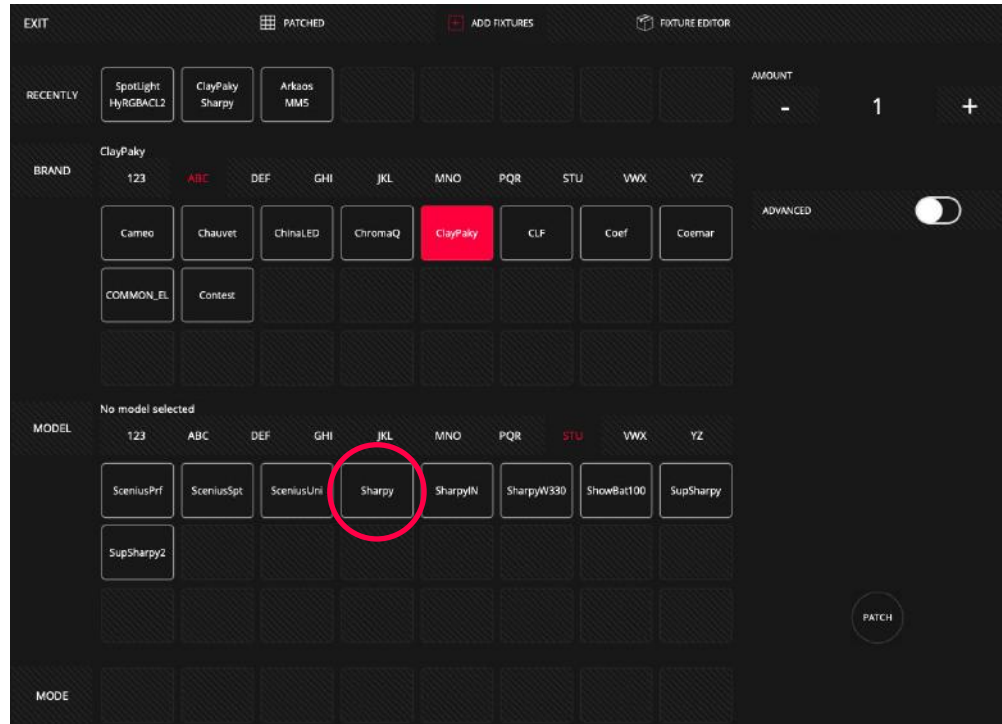 EXIT
PATCHED
ADD FIXTURES
FIXTURE EDITOR
RECENTLY
SpotLight
HyRGBACL2
ClayPaky
Sharpy
Arkaos
MM5
AMOUNT
- 1 +
BRAND
ClayPaky
123 ABC DEF GHI JKL MNO PQR STU VWX YZ
Cameo Chauvet ChinaLED ChromaQ ClayPaky CLF Coef Coemar
COMMON_EL Contest
ADVANCED
MODEL
No model selected
123 ABC DEF GHI JKL MNO PQR STU VWX YZ
SceniusPrf SceniusSpt SceniusUni Sharpy SharpyIN SharpyW330 ShowBat100 SupSharpy
SupSharpy2
PATCH
MODE